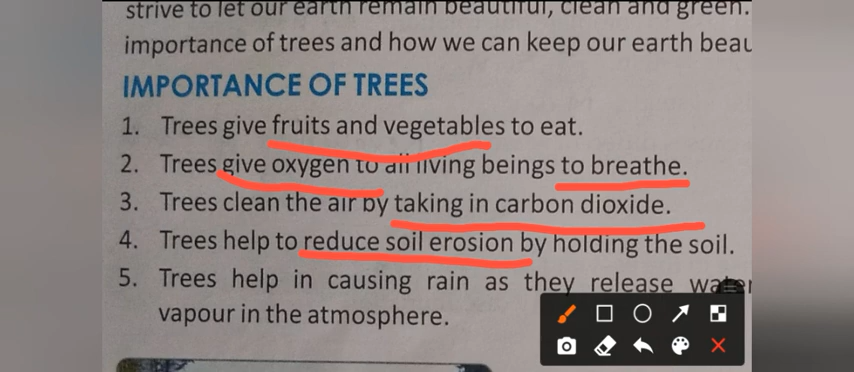 strive to let our earth remain beautiful, clean and green.
importance of trees and how we can keep our earth beau
IMPORTANCE OF TREES
1. Trees give fruits and vegetables to eat.
2. Trees give oxygen to all living beings to breathe.
3. Trees clean the air by taking in carbon dioxide.
4. Trees help to reduce soil erosion by holding the soil.
5. Trees help in causing rain as they release water
vapour in the atmosphere.